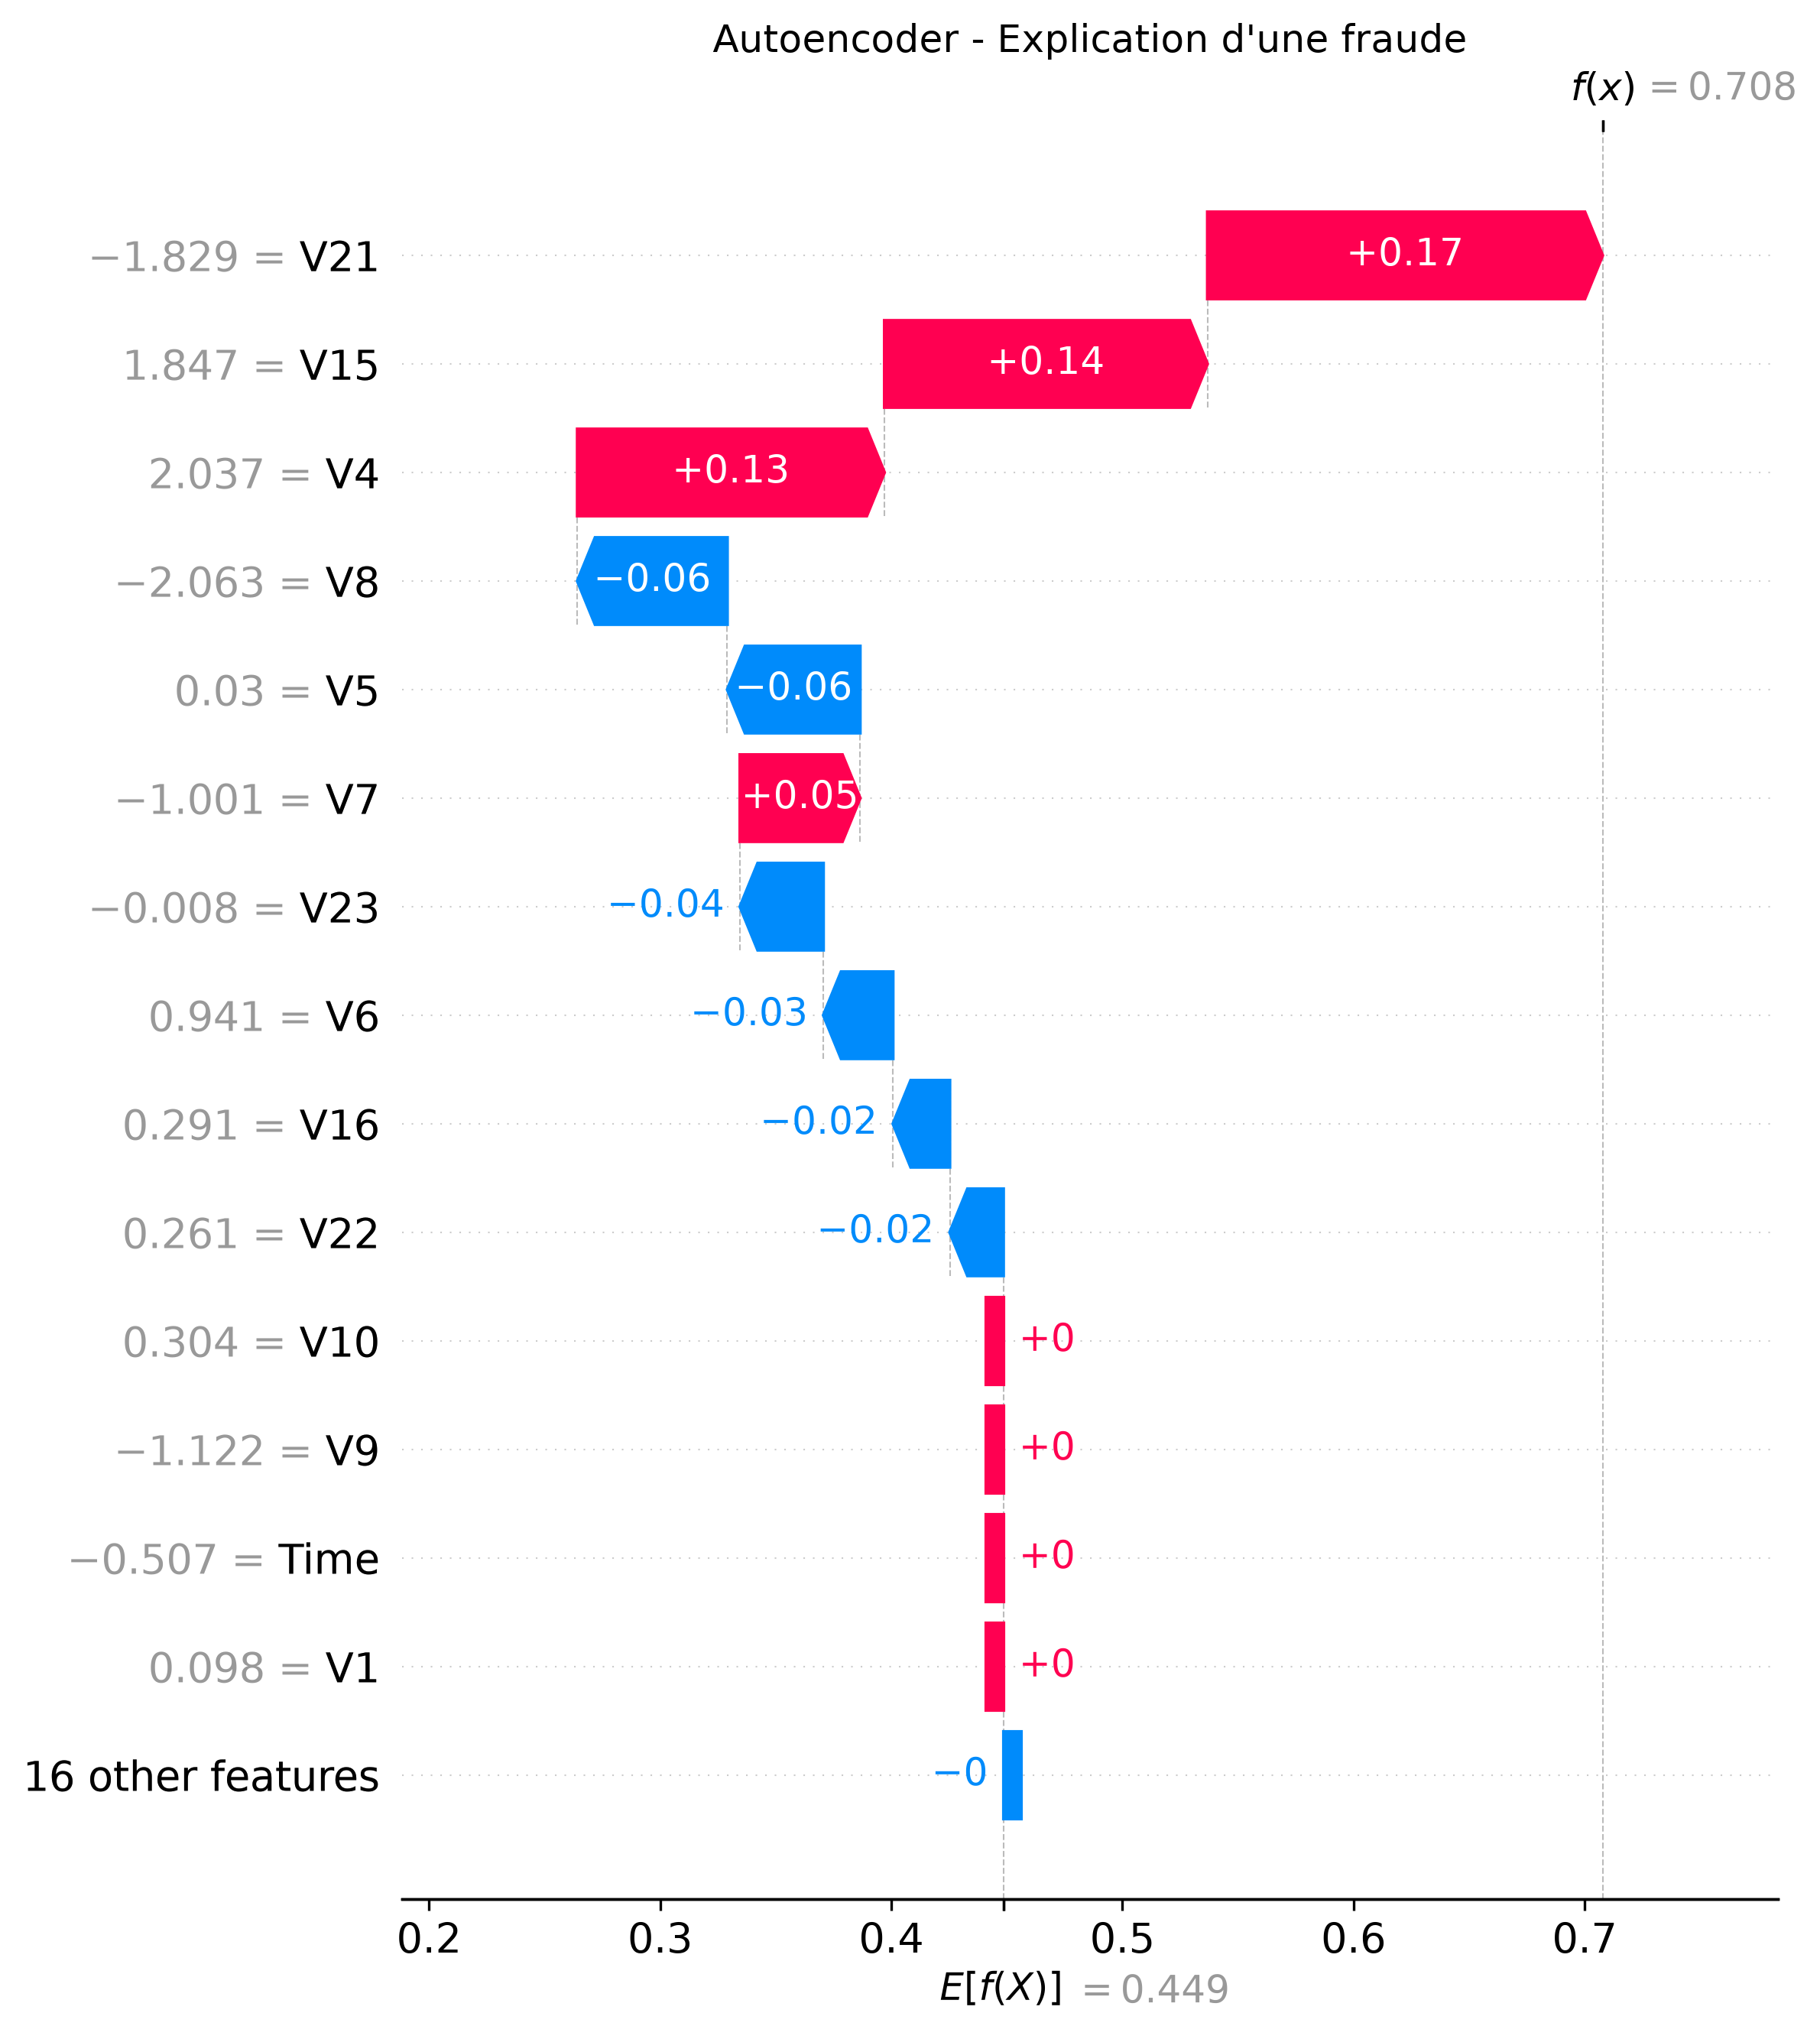 Autoencoder - Explication d'une fraude
f(x) = 0.708
−1.829 = V21 +0.17
1.847 = V15 +0.14
2.037 = V4 +0.13
−2.063 = V8 −0.06
0.03 = V5 −0.06
−1.001 = V7 +0.05
−0.008 = V23 −0.04
0.941 = V6 −0.03
0.291 = V16 −0.02
0.261 = V22 −0.02
0.304 = V10 +0
−1.122 = V9 +0
−0.507 = Time +0
0.098 = V1 +0
16 other features −0
0.2 0.3 0.4 0.5 0.6 0.7
E[f(X)] = 0.449